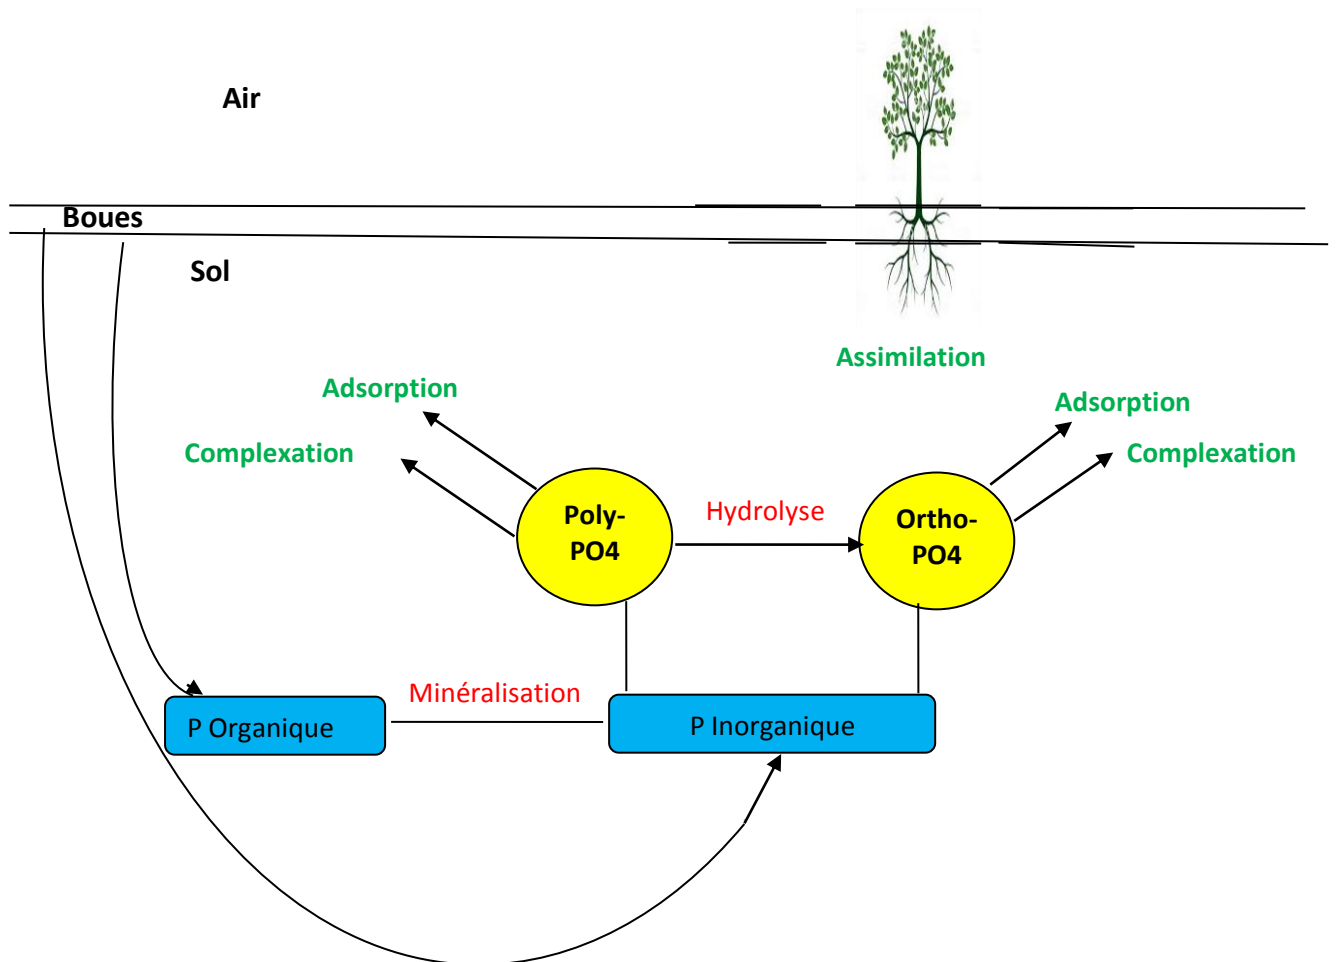 Air
Boues
Sol
Assimilation
Adsorption
Adsorption
Complexation
Complexation
Poly-
PO4
Hydrolyse
Ortho-
PO4
Minéralisation
P Organique
P Inorganique